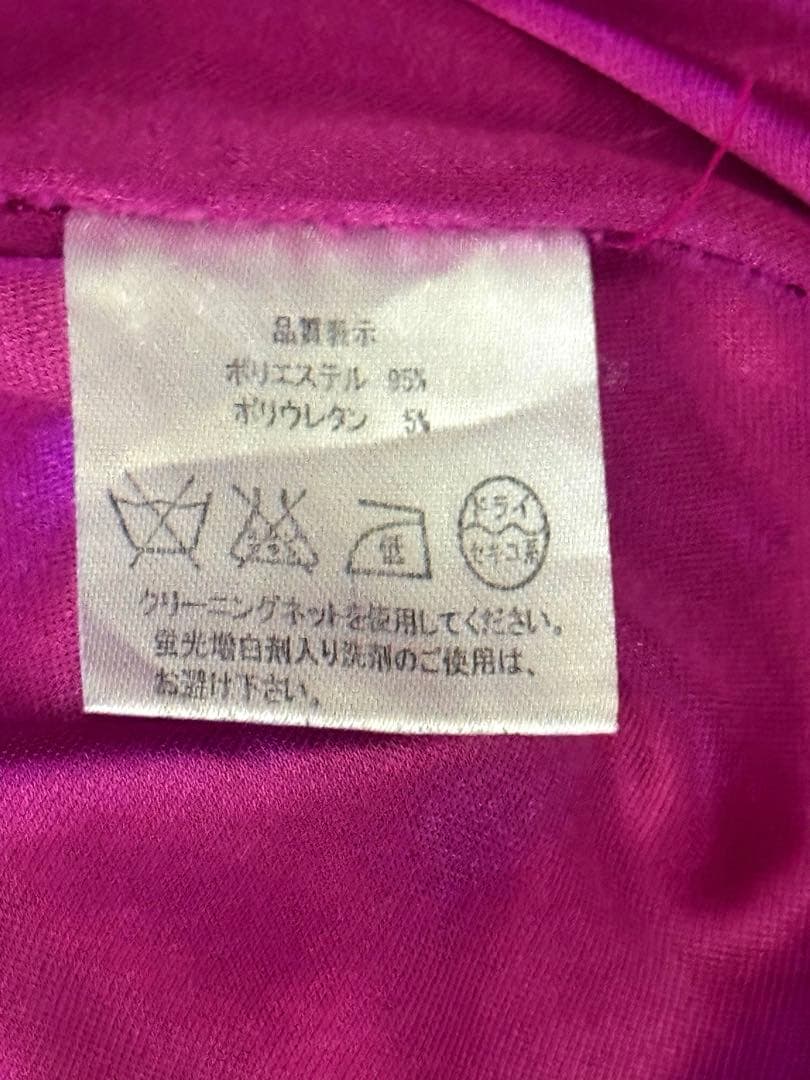 品質表示
ポリエステル 95%
ポリウレタン 5%
エンソ
低
ドライ
セキユ系
クリーニングネットを使用してください。
蛍光増白剤入り洗剤のご使用は、
お避け下さい。